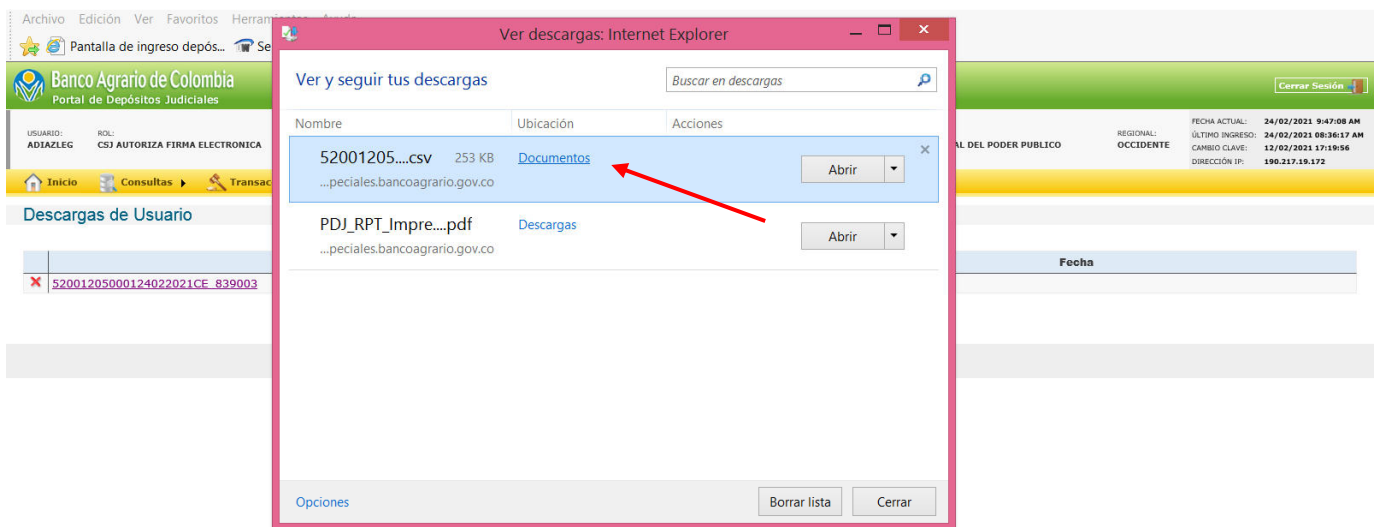 Archivo Edición Ver Favoritos
Pantalla de ingreso depós... Se
Banco Agrario de Colombia
Portal de Depósitos Judiciales
Cerrar Sesión
USUARIO:
ADIAZLEG
ROL:
CSJ AUTORIZA FIRMA ELECTRONICA
AL DEL PODER PUBLICO
REGIONAL:
OCCIDENTE
FECHA ACTUAL: 24/02/2021 9:47:08 AM
ÚLTIMO INGRESO: 24/02/2021 08:36:17 AM
CAMBIO CLAVE: 12/02/2021 17:19:56
DIRECCIÓN IP: 190.217.19.172
Inicio Consultas Transac
Descargas de Usuario
Fecha
52001205000124022021CE_839003
Ver descargas: Internet Explorer
Ver y seguir tus descargas
Buscar en descargas
Nombre Ubicación Acciones
52001205....csv 253 KB Documentos
Abrir
...peciales.bancoagrario.gov.co
PDJ_RPT_Impre....pdf Descargas
Abrir
...peciales.bancoagrario.gov.co
Opciones
Borrar lista
Cerrar